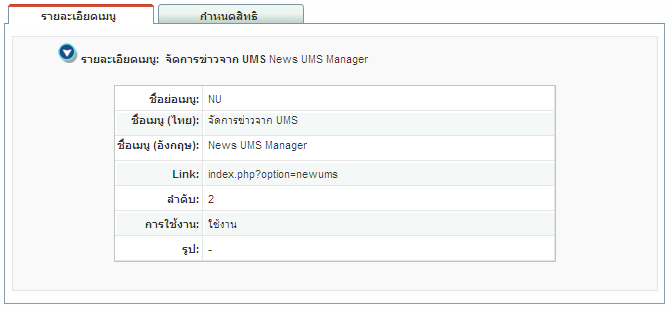 รายละเอียดเมนู กำหนดสิทธิ
รายละเอียดเมนู: จัดการข่าวจาก UMS News UMS Manager
ชื่อย่อเมนู: NU
ชื่อเมนู (ไทย): จัดการข่าวจาก UMS
ชื่อเมนู (อังกฤษ): News UMS Manager
Link: index.php?option=newums
ลำดับ: 2
การใช้งาน: ใช้งาน
รูป: -